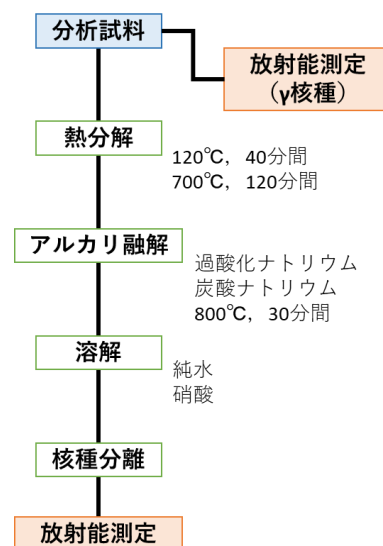 分析試料
放射能測定
（γ核種）
熱分解
120℃，40分間
700℃，120分間
アルカリ融解
過酸化ナトリウム
炭酸ナトリウム
800℃，30分間
溶解
純水
硝酸
核種分離
放射能測定